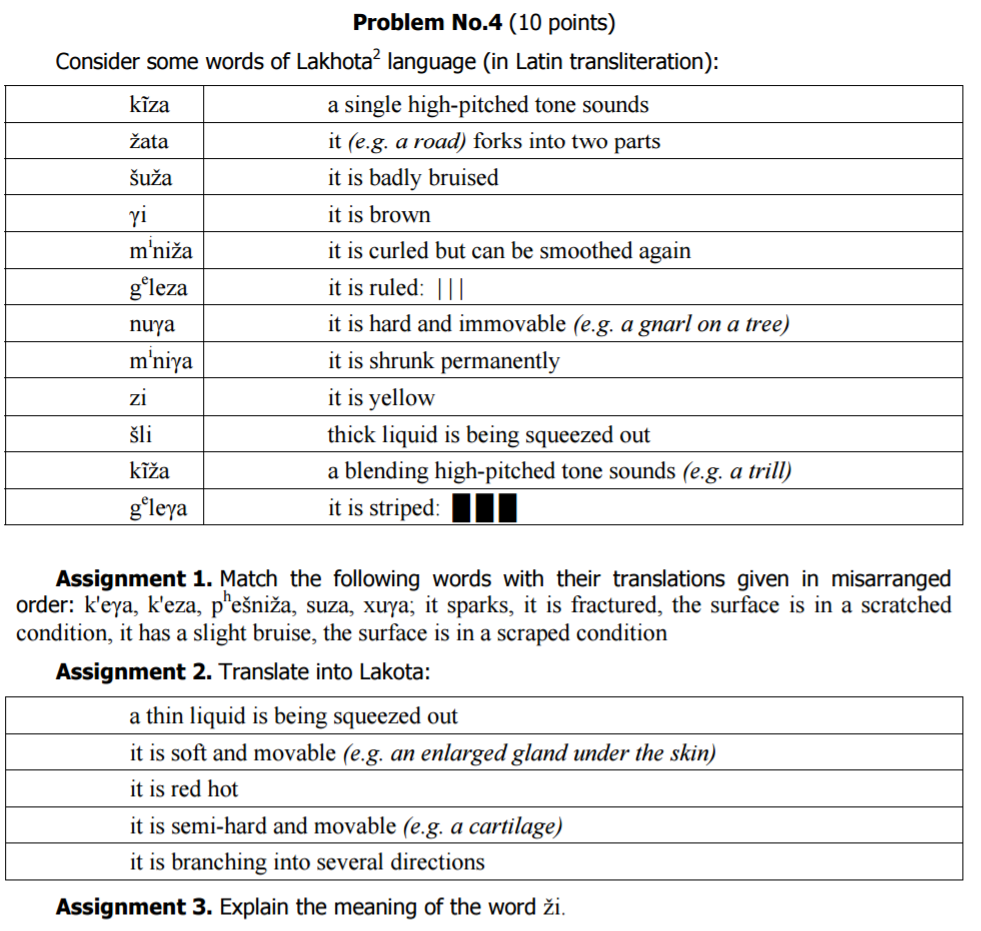 Problem No.4 (10 points)
Consider some words of Lakhota² language (in Latin transliteration):
kĩza a single high-pitched tone sounds
žata it (e.g. a road) forks into two parts
šuža it is badly bruised
γi it is brown
mⁱniža it is curled but can be smoothed again
gᵉleza it is ruled: |||
nuγa it is hard and immovable (e.g. a gnarl on a tree)
mⁱniγa it is shrunk permanently
zi it is yellow
šli thick liquid is being squeezed out
kĩža a blending high-pitched tone sounds (e.g. a trill)
gᵉleγa it is striped: ▮▮▮
Assignment 1. Match the following words with their translations given in misarranged
order: k'eγa, k'eza, pʰešniža, suza, xuγa; it sparks, it is fractured, the surface is in a scratched
condition, it has a slight bruise, the surface is in a scraped condition
Assignment 2. Translate into Lakota:
a thin liquid is being squeezed out
it is soft and movable (e.g. an enlarged gland under the skin)
it is red hot
it is semi-hard and movable (e.g. a cartilage)
it is branching into several directions
Assignment 3. Explain the meaning of the word ži.